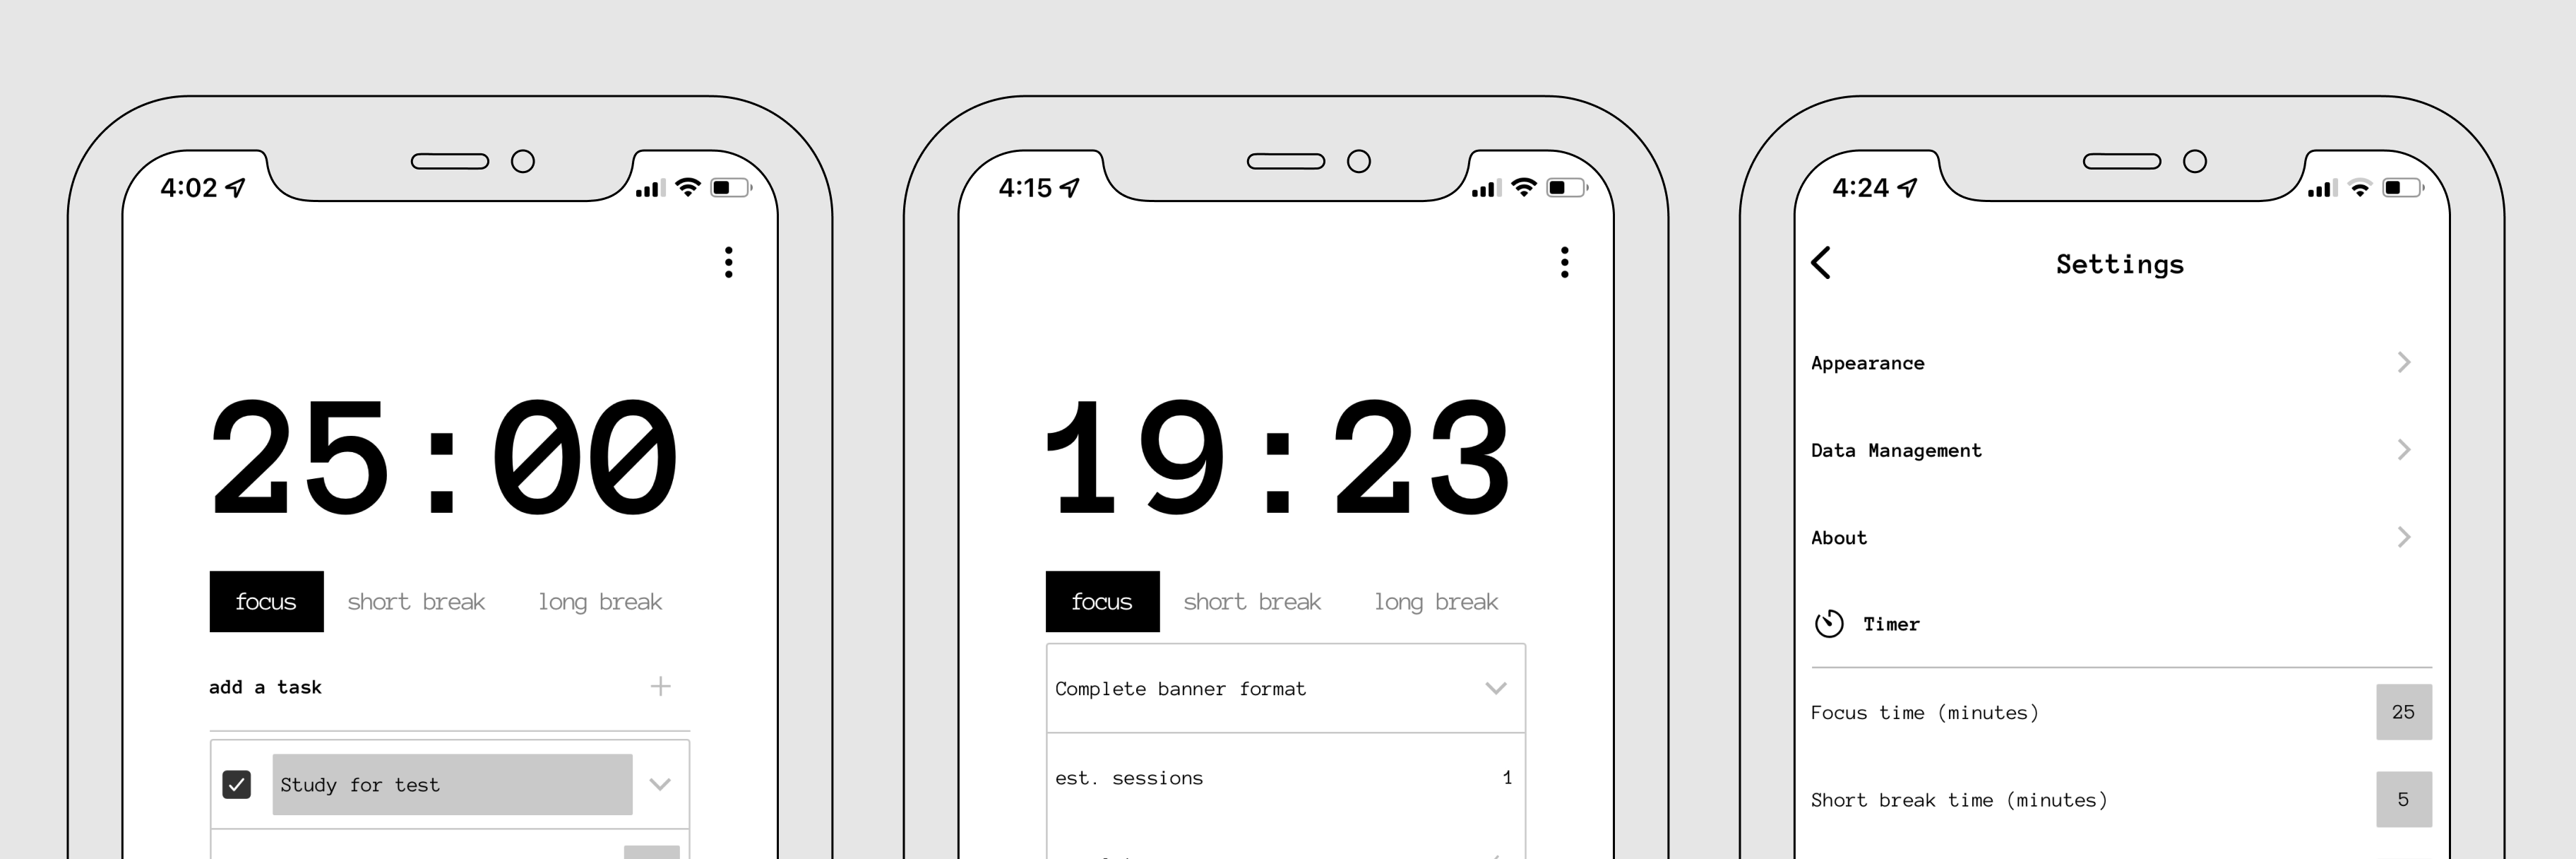 4:02
25:00
focus short break long break
add a task
Study for test
4:15
19:23
focus short break long break
Complete banner format
est. sessions 1
4:24
Settings
Appearance
Data Management
About
Timer
Focus time (minutes) 25
Short break time (minutes) 5